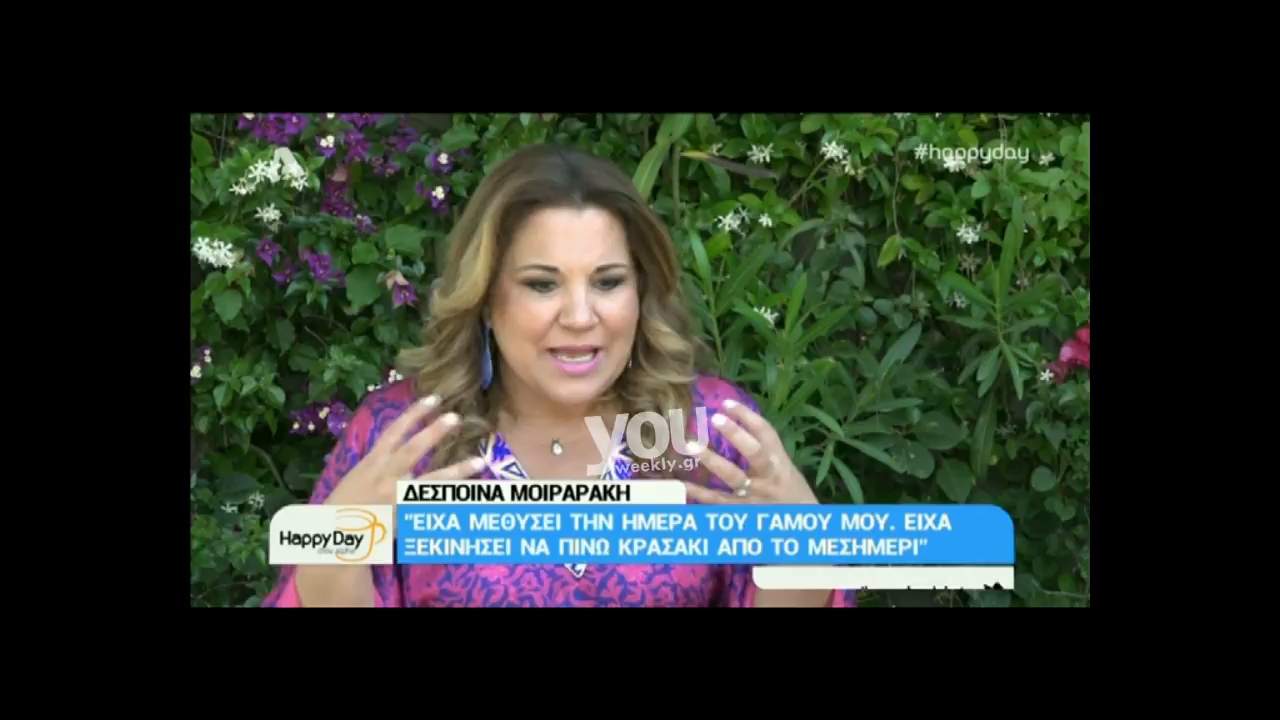 #happyday
you
weekly.gr
ΔΕΣΠΟΙΝΑ ΜΟΙΡΑΡΑΚΗ
"ΕΙΧΑ ΜΕΘΥΣΕΙ ΤΗΝ ΗΜΕΡΑ ΤΟΥ ΓΑΜΟΥ ΜΟΥ. ΕΙΧΑ
ΞΕΚΙΝΗΣΕΙ ΝΑ ΠΙΝΩ ΚΡΑΣΑΚΙ ΑΠΟ ΤΟ ΜΕΣΗΜΕΡΙ"
Happy Day